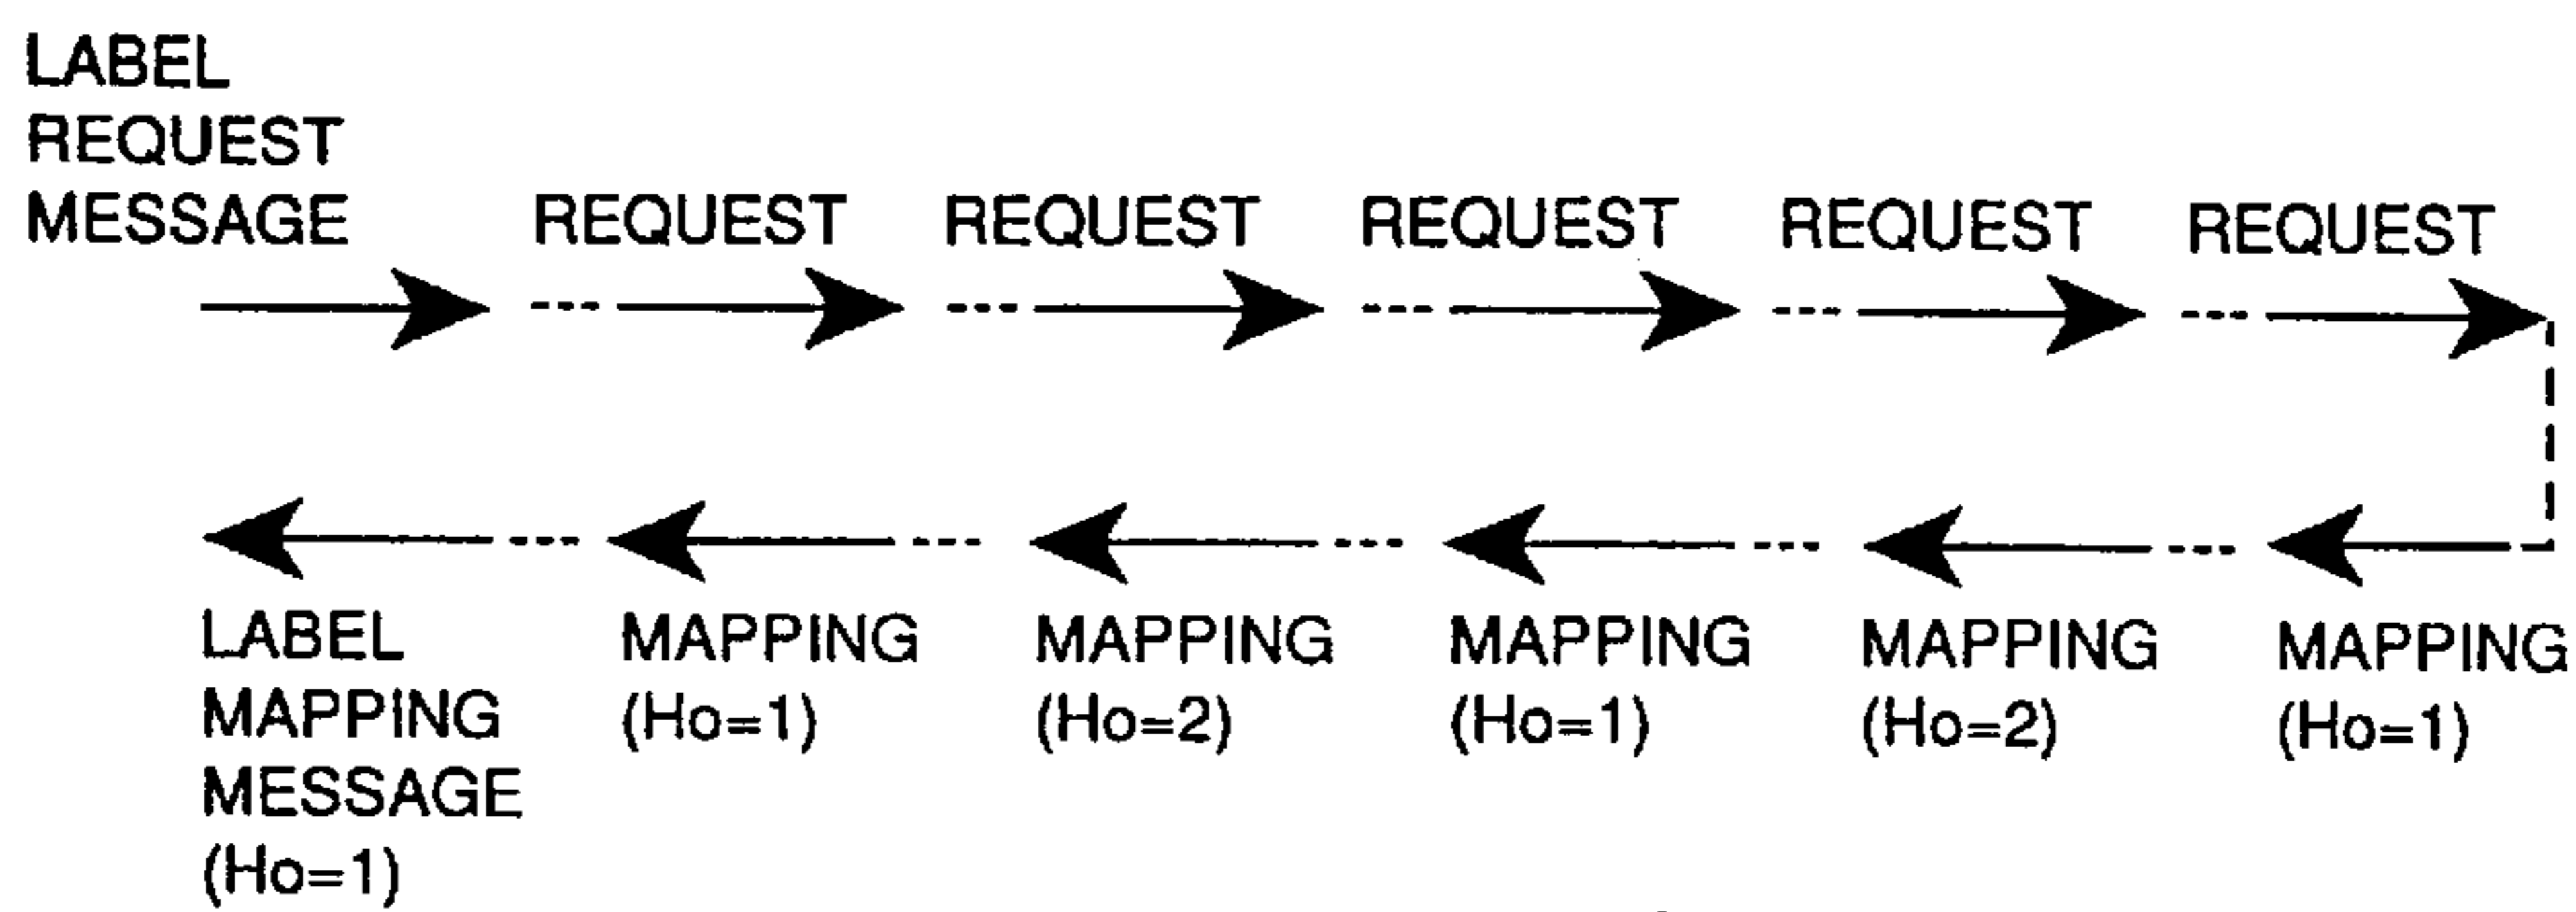 LABEL
REQUEST
MESSAGE
REQUEST
REQUEST
REQUEST
REQUEST
REQUEST
LABEL
MAPPING
MESSAGE
(Ho=1)
MAPPING
(Ho=1)
MAPPING
(Ho=2)
MAPPING
(Ho=1)
MAPPING
(Ho=2)
MAPPING
(Ho=1)